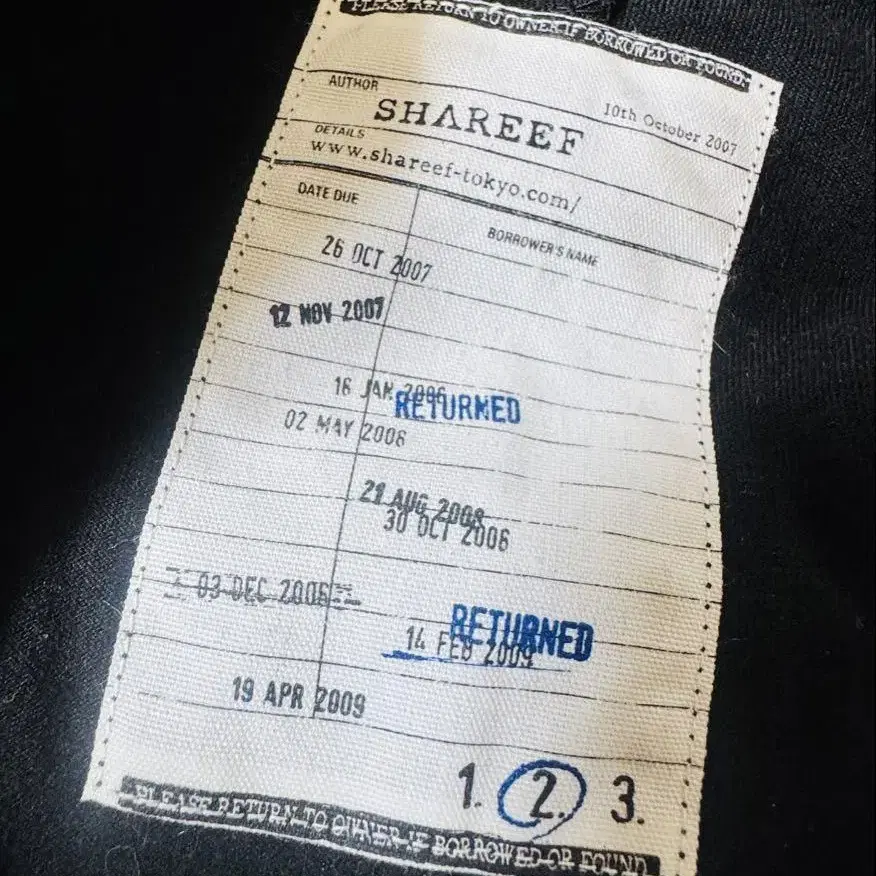 PLEASE RETURN TO OWNER IF BORROWED OR FOUND.
AUTHOR
10th October 2007
SHAREEF
DETAILS
www.shareef-tokyo.com/
DATE DUE
BORROWER'S NAME
26 OCT 2007
12 NOV 2007
16 JAN 2006
RETURNED
02 MAY 2006
21 AUG 2008
30 OCT 2006
03 DEC 2006
RETURNED
14 FEB 2009
19 APR 2009
1. 2. 3.
PLEASE RETURN TO OWNER IF BORROWED OR FOUND.